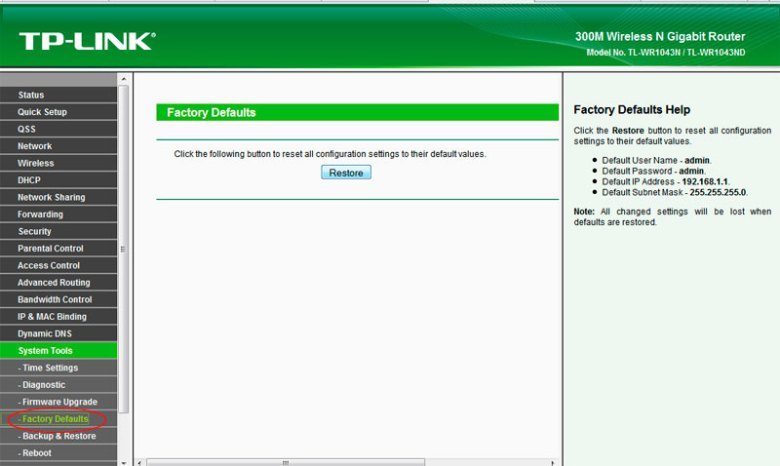 TP-LINK®
300M Wireless N Gigabit Router
Model No. TL-WR1043N / TL-WR1043ND
Status
Quick Setup
QSS
Network
Wireless
DHCP
Network Sharing
Forwarding
Security
Parental Control
Access Control
Advanced Routing
Bandwidth Control
IP & MAC Binding
Dynamic DNS
System Tools
- Time Settings
- Diagnostic
- Firmware Upgrade
- Factory Defaults
- Backup & Restore
- Reboot
Factory Defaults
Click the following button to reset all configuration settings to their default values.
Restore
Factory Defaults Help
Click the Restore button to reset all configuration
settings to their default values.
● Default User Name - admin.
● Default Password - admin.
● Default IP Address - 192.168.1.1.
● Default Subnet Mask - 255.255.255.0.
Note: All changed settings will be lost when
defaults are restored.